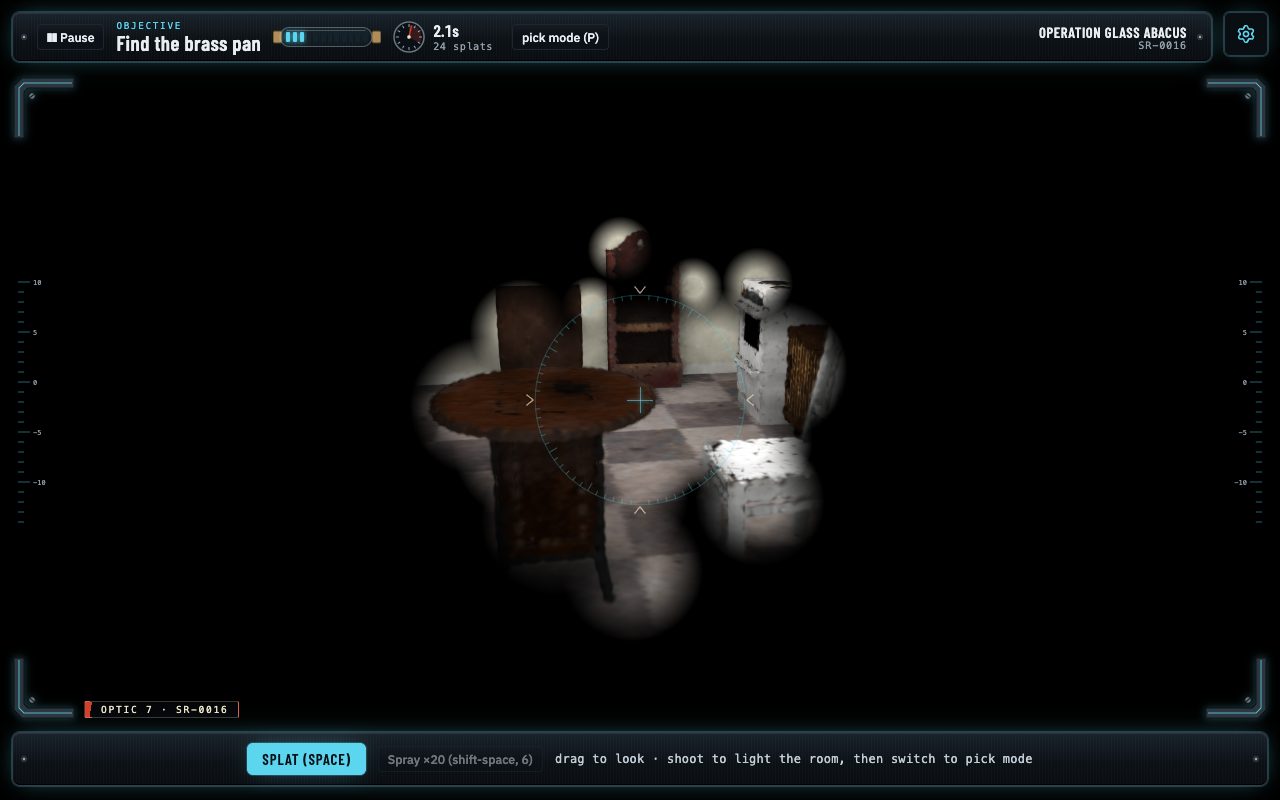 Pause
OBJECTIVE
Find the brass pan
2.1s
24 splats
pick mode (P)
OPERATION GLASS ABACUS
SR-0016
10
5
0
−5
−10
10
5
0
−5
−10
OPTIC 7 · SR-0016
SPLAT (SPACE)
Spray ×20 (shift-space, 6)
drag to look · shoot to light the room, then switch to pick mode